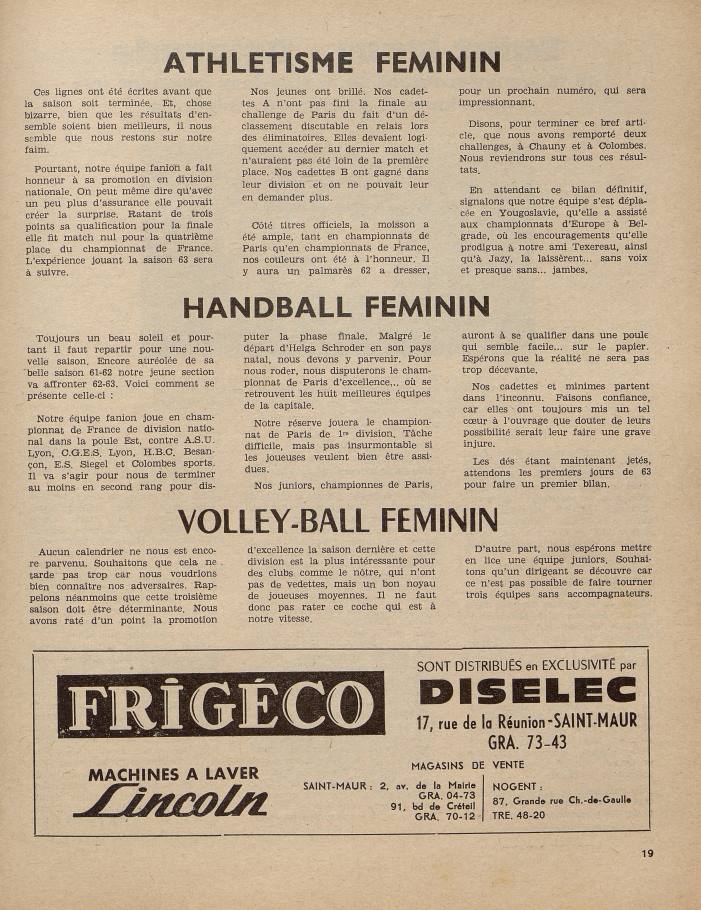 ATHLETISME FEMININ
Ces lignes ont été écrites avant que
la saison soit terminée. Et, chose
bizarre, bien que les résultats d'en-
semble soient bien meilleurs, il nous
semble que nous restons sur notre
faim.
Pourtant, notre équipe fanion a fait
honneur à sa promotion en division
nationale. On peut même dire qu'avec
un peu plus d'assurance elle pouvait
créer la surprise. Ratant de trois
points sa qualification pour la finale
elle fit match nul pour la quatrième
place du championnat de France.
L'expérience jouant la saison 63 sera
à suivre.
Nos jeunes ont brillé. Nos cadet-
tes A n'ont pas fini la finale au
challenge de Paris du fait d'un dé-
classement discutable en relais lors
des éliminatoires. Elles devaient logi-
quement accéder au dernier match et
n'auraient pas été loin de la première
place. Nos cadettes B ont gagné dans
leur division et on ne pouvait leur
en demander plus.
Côté titres officiels, la moisson a
été ample, tant en championnats de
Paris qu'en championnats de France,
nos couleurs ont été à l'honneur. Il
y aura un palmarès 62 a dresser,
pour un prochain numéro, qui sera
impressionnant.
Disons, pour terminer ce bref arti-
cle, que nous avons remporté deux
challenges, à Chauny et à Colombes.
Nous reviendrons sur tous ces résul-
tats.
En attendant ce bilan définitif,
signalons que notre équipe s'est dépla-
cée en Yougoslavie, qu'elle a assisté
aux championnats d'Europe à Bel-
grade, où les encouragements qu'elle
prodigua à notre ami Texereau, ainsi
qu'à Jazy, la laissèrent... sans voix
et presque sans... jambes.
HANDBALL FEMININ
Toujours un beau soleil et pour-
tant il faut repartir pour une nou-
velle saison. Encore auréolée de sa
belle saison 61-62 notre jeune section
va affronter 62-63. Voici comment se
présente celle-ci :
Notre équipe fanion joue en cham-
pionnat de France de division natio-
nal dans la poule Est, contre A.S.U.
Lyon, C.G.E.S. Lyon, H.B.C. Besan-
çon, E.S. Siegel et Colombes sports.
Il va s'agir pour nous de terminer
au moins en second rang pour dis-
puter la phase finale. Malgré le
départ d'Helga Schroder en son pays
natal, nous devons y parvenir. Pour
nous roder, nous disputerons le cham-
pionnat de Paris d'excellence... où se
retrouvent les huit meilleures équipes
de la capitale.
Notre réserve jouera le champion-
nat de Paris de 1re division. Tâche
difficile, mais pas insurmontable si
les joueuses veulent bien être assi-
dues.
Nos juniors, championnes de Paris,
auront à se qualifier dans une poule
qui semble facile... sur le papier.
Espérons que la réalité ne sera pas
trop décevante.
Nos cadettes et minimes partent
dans l'inconnu. Faisons confiance,
car elles ont toujours mis un tel
cœur à l'ouvrage que douter de leurs
possibilité serait leur faire une grave
injure.
Les dés étant maintenant jetés,
attendons les premiers jours de 63
pour faire un premier bilan.
VOLLEY-BALL FEMININ
Aucun calendrier ne nous est enco-
re parvenu. Souhaitons que cela ne
tarde pas trop car nous voudrions
bien connaître nos adversaires. Rap-
pelons néanmoins que cette troisième
saison doit être déterminante. Nous
avons raté d'un point la promotion
d'excellence la saison dernière et cette
division est la plus intéressante pour
des clubs comme le nôtre, qui n'ont
pas de vedettes, mais un bon noyau
de joueuses moyennes. Il ne faut
donc pas rater ce coche qui est à
notre vitesse.
D'autre part, nous espérons mettre
en lice une équipe juniors. Souhai-
tons qu'un dirigeant se découvre car
ce n'est pas possible de faire tourner
trois équipes sans accompagnateurs.
FRIGÉCO
MACHINES A LAVER
Lincoln
SONT DISTRIBUÉS en EXCLUSIVITÉ par
DISELEC
17, rue de la Réunion - SAINT-MAUR
GRA. 73-43
MAGASINS DE VENTE
SAINT-MAUR : 2, av. de la Mairie
GRA. 04-73
91, bd de Créteil
GRA. 70-12
NOGENT :
87, Grande rue Ch.-de-Gaulle
TRE. 48-20
19